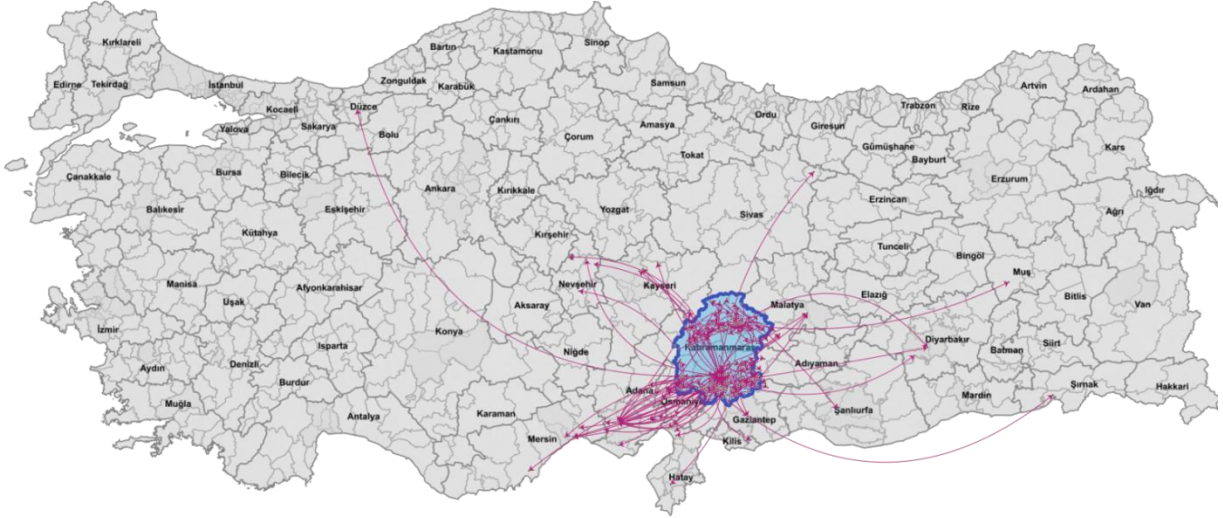 Kırklareli
Edirne
Tekirdağ
İstanbul
Kocaeli
Yalova
Sakarya
Düzce
Bolu
Zonguldak
Bartın
Karabük
Kastamonu
Sinop
Çankırı
Samsun
Çorum
Amasya
Tokat
Ordu
Giresun
Trabzon
Rize
Artvin
Ardahan
Gümüşhane
Bayburt
Kars
Erzurum
Iğdır
Ağrı
Çanakkale
Bursa
Bilecik
Balıkesir
Eskişehir
Kütahya
Ankara
Kırıkkale
Yozgat
Sivas
Erzincan
Kırşehir
Tunceli
Bingöl
Muş
Manisa
Uşak
Afyonkarahisar
Nevşehir
Kayseri
Aksaray
Malatya
Elazığ
Bitlis
Van
İzmir
Konya
Isparta
Kahramanmaraş
Niğde
Diyarbakır
Batman
Siirt
Aydın
Denizli
Burdur
Adıyaman
Muğla
Antalya
Karaman
Adana
Osmaniye
Gaziantep
Şanlıurfa
Mardin
Şırnak
Hakkari
Mersin
Kilis
Hatay